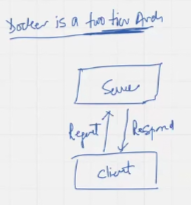 Docker is a two tier Arch
Server
Request Respond
Client